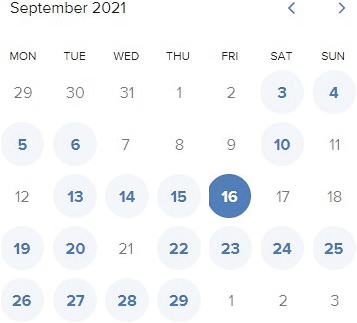 September 2021
MON TUE WED THU FRI SAT SUN
29 30 31 1 2 3 4
5 6 7 8 9 10 11
12 13 14 15 16 17 18
19 20 21 22 23 24 25
26 27 28 29 1 2 3